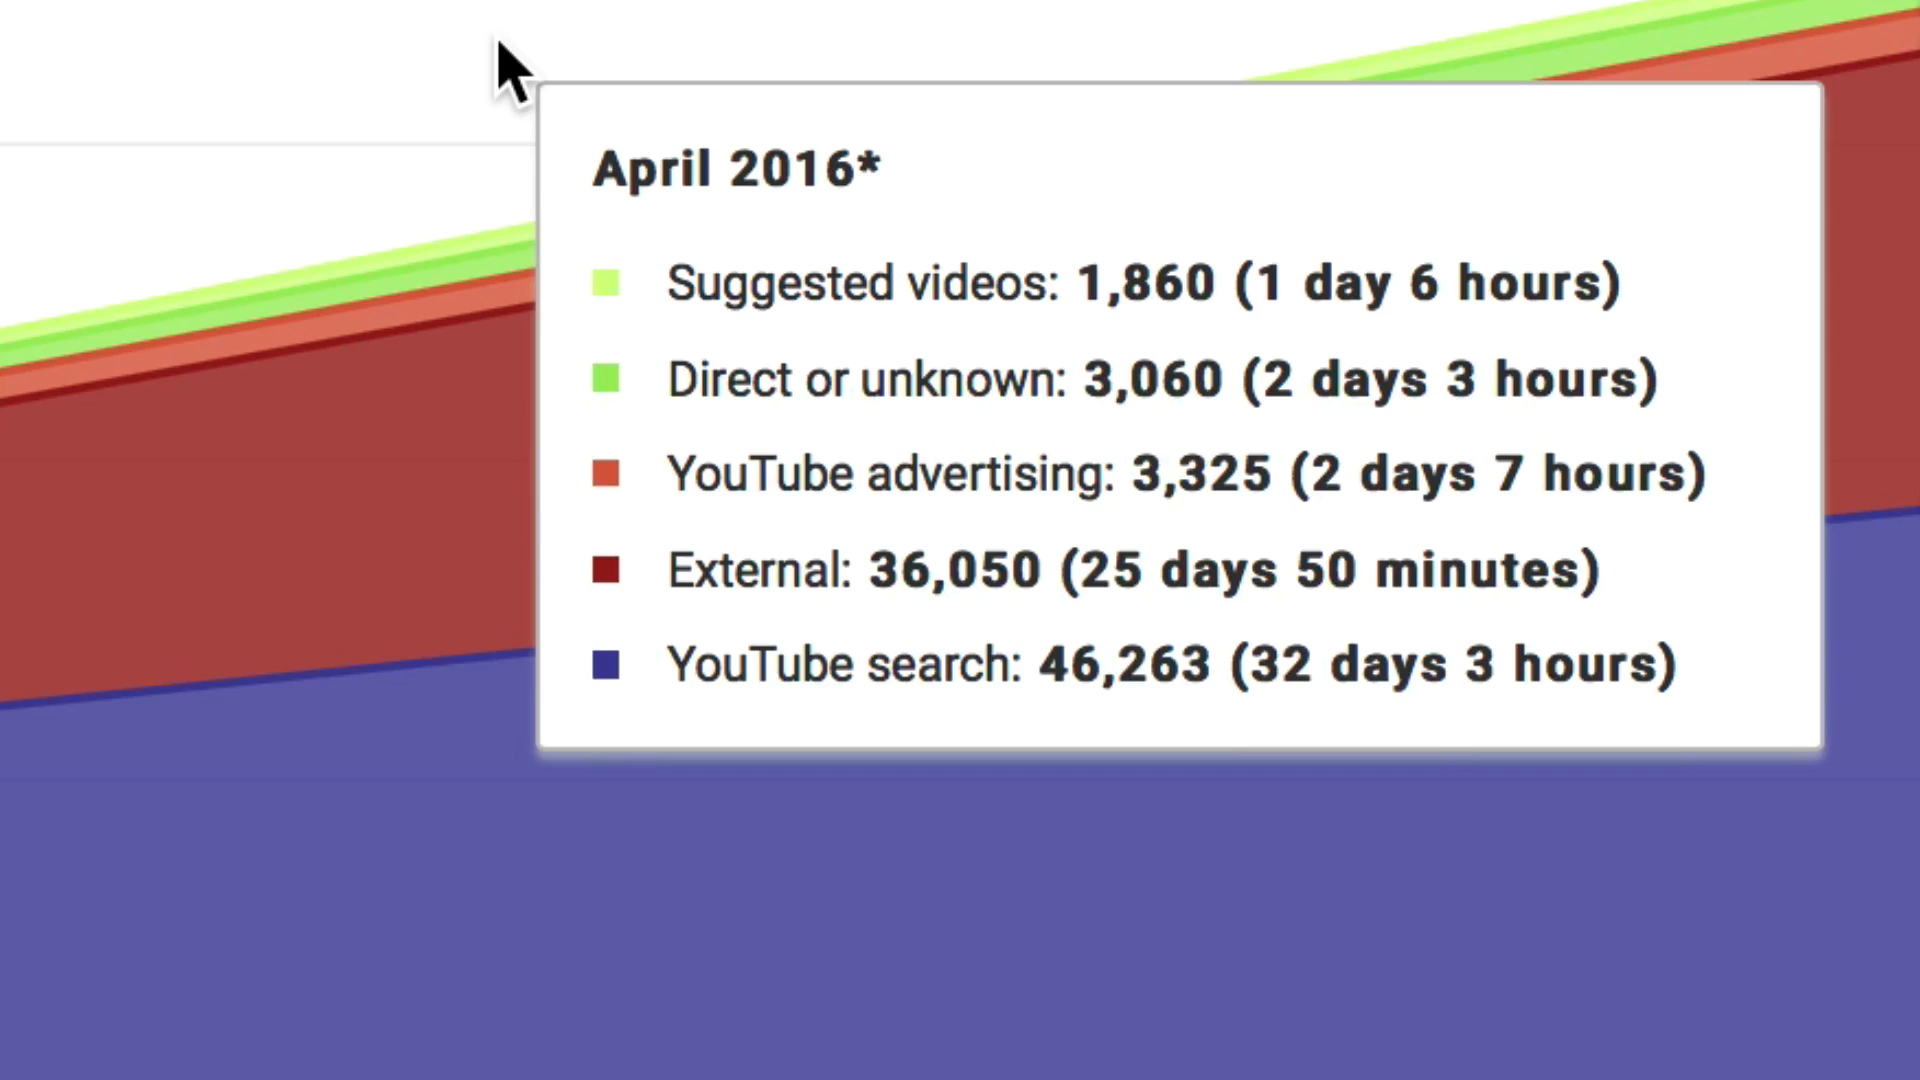 April 2016*
Suggested videos: 1,860 (1 day 6 hours)
Direct or unknown: 3,060 (2 days 3 hours)
YouTube advertising: 3,325 (2 days 7 hours)
External: 36,050 (25 days 50 minutes)
YouTube search: 46,263 (32 days 3 hours)